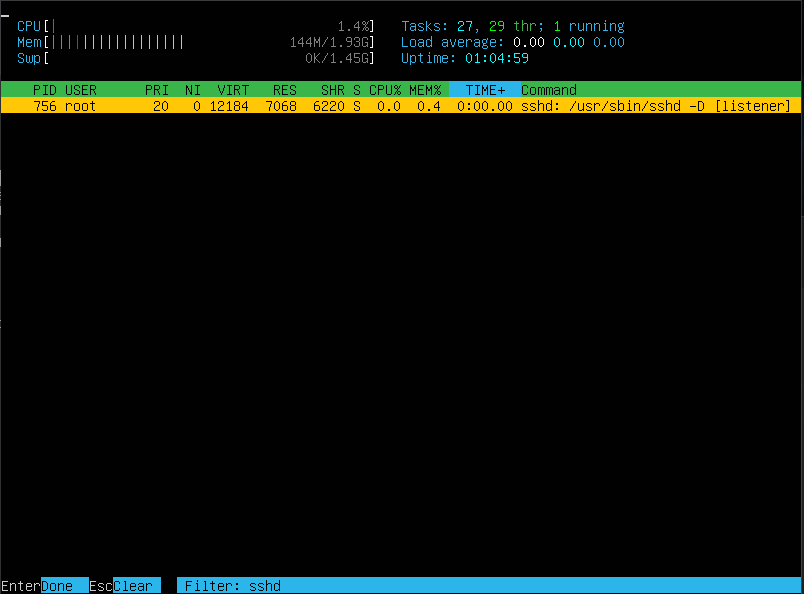 CPU[| 1.4%] Tasks: 27, 29 thr; 1 running
Mem[||||||||||||||||| 144M/1.93G] Load average: 0.00 0.00 0.00
Swp[ 0K/1.45G] Uptime: 01:04:59
PID USER PRI NI VIRT RES SHR S CPU% MEM% TIME+ Command
756 root 20 0 12184 7068 6220 S 0.0 0.4 0:00.00 sshd: /usr/sbin/sshd -D [listener]
EnterDone EscClear Filter: sshd